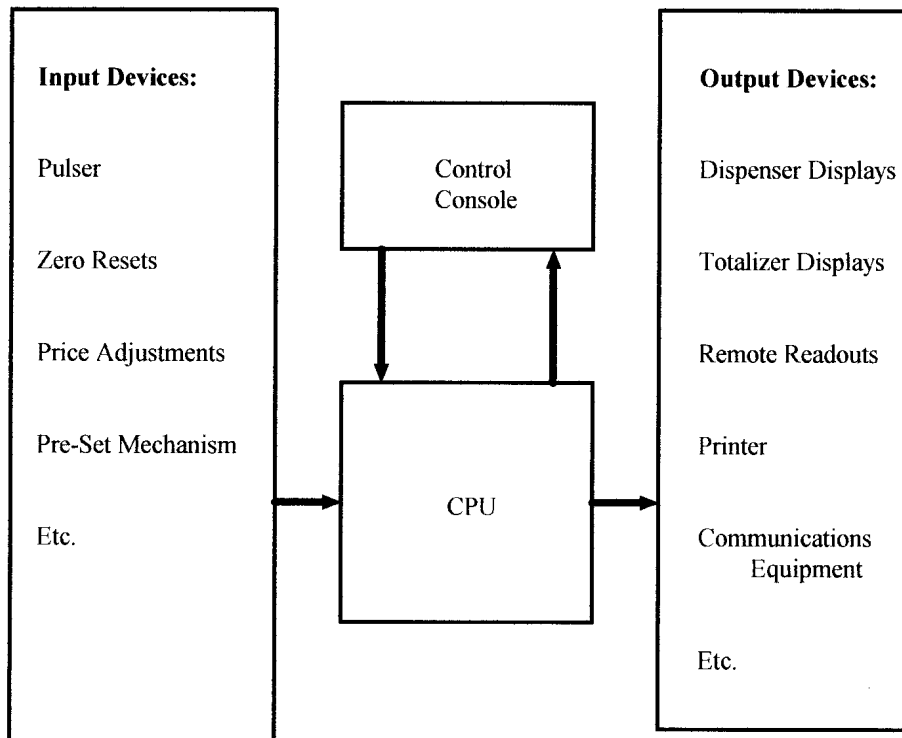 Input Devices:
Pulser
Zero Resets
Price Adjustments
Pre-Set Mechanism
Etc.
Control
Console
CPU
Output Devices:
Dispenser Displays
Totalizer Displays
Remote Readouts
Printer
Communications
Equipment
Etc.